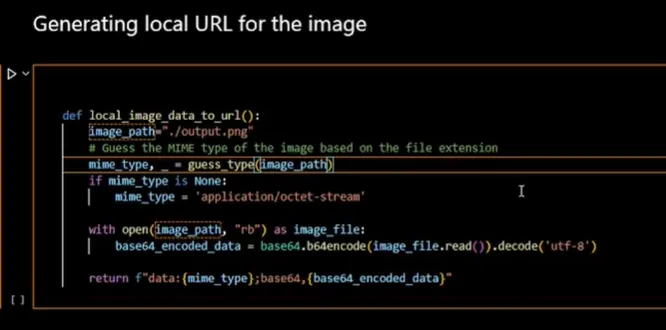 Generating local URL for the image
def local_image_data_to_url():
    image_path="./output.png"
    # Guess the MIME type of the image based on the file extension
    mime_type, _ = guess_type(image_path)
    if mime_type is None:
        mime_type = 'application/octet-stream'
    with open(image_path, "rb") as image_file:
        base64_encoded_data = base64.b64encode(image_file.read()).decode('utf-8')
    return f"data:{mime_type};base64,{base64_encoded_data}"
[ ]